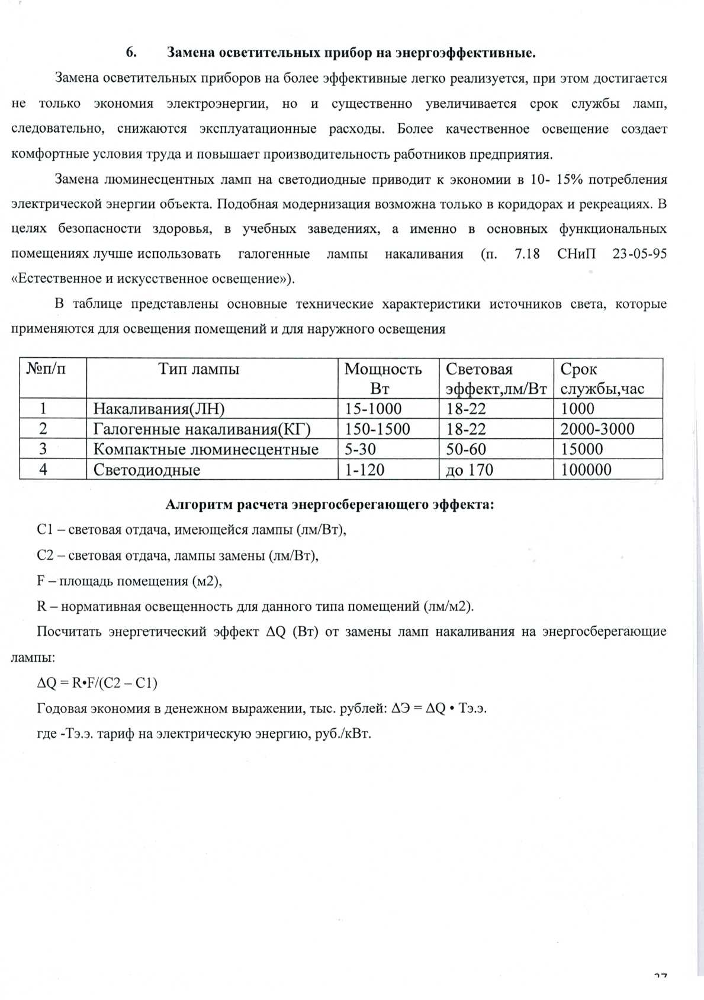 6. Замена осветительных прибор на энергоэффективные.
Замена осветительных приборов на более эффективные легко реализуется, при этом достигается
не только экономия электроэнергии, но и существенно увеличивается срок службы ламп,
следовательно, снижаются эксплуатационные расходы. Более качественное освещение создает
комфортные условия труда и повышает производительность работников предприятия.
Замена люминесцентных ламп на светодиодные приводит к экономии в 10- 15% потребления
электрической энергии объекта. Подобная модернизация возможна только в коридорах и рекреациях. В
целях безопасности здоровья, в учебных заведениях, а именно в основных функциональных
помещениях лучше использовать галогенные лампы накаливания (п. 7.18 СНиП 23-05-95
«Естественное и искусственное освещение»).
В таблице представлены основные технические характеристики источников света, которые
применяются для освещения помещений и для наружного освещения
№п/п Тип лампы Мощность Световая Срок
Вт эффект,лм/Вт службы,час
1 Накаливания(ЛН) 15-1000 18-22 1000
2 Галогенные накаливания(КГ) 150-1500 18-22 2000-3000
3 Компактные люминесцентные 5-30 50-60 15000
4 Светодиодные 1-120 до 170 100000
Алгоритм расчета энергосберегающего эффекта:
С1 – световая отдача, имеющейся лампы (лм/Вт),
С2 – световая отдача, лампы замены (лм/Вт),
F – площадь помещения (м2),
R – нормативная освещенность для данного типа помещений (лм/м2).
Посчитать энергетический эффект ΔQ (Вт) от замены ламп накаливания на энергосберегающие
лампы:
ΔQ = R•F/(С2 – С1)
Годовая экономия в денежном выражении, тыс. рублей: ΔЭ = ΔQ • Тэ.э.
где -Тэ.э. тариф на электрическую энергию, руб./кВт.